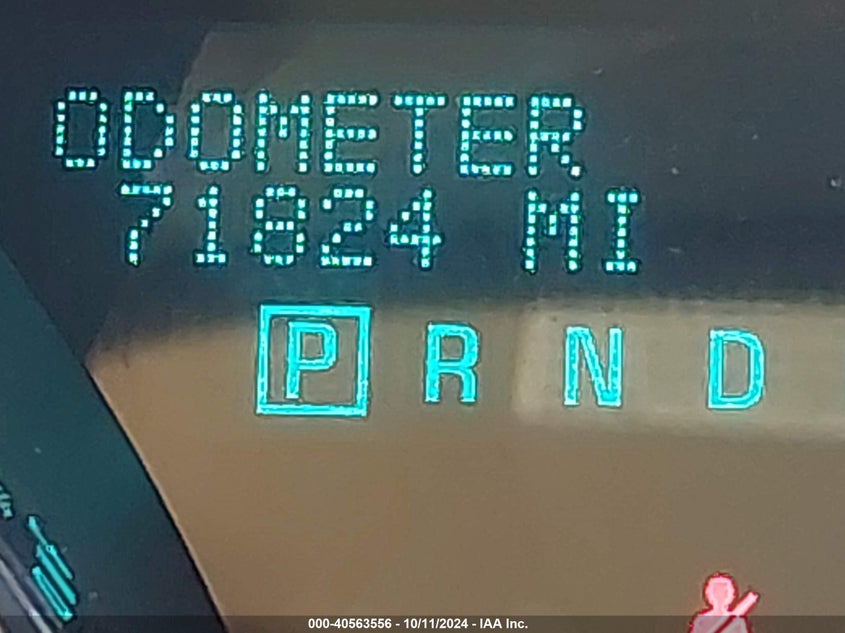 ODOMETER
71824 MI
P R N D
000-40563556 - 10/11/2024 - IAA Inc.